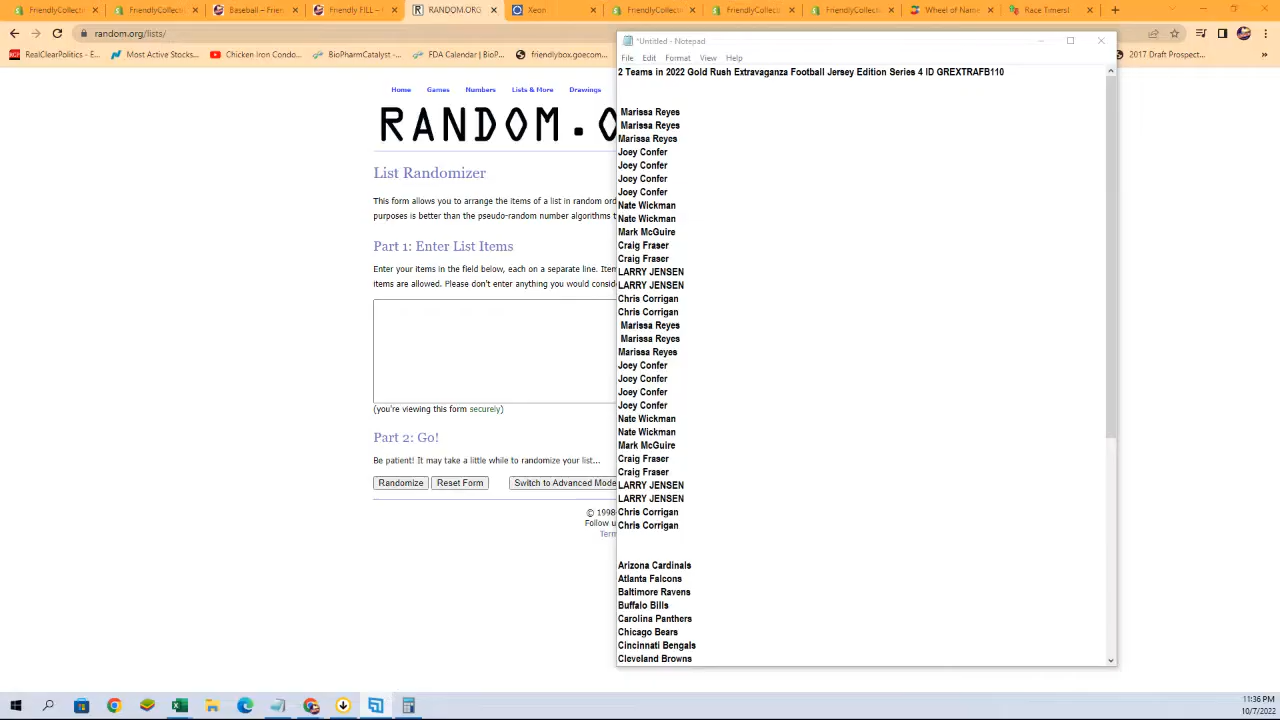 FriendlyCollect
FriendlyCollect
Baseball – Frien
Friendly FILL –
RANDOM.ORG
Xeon
FriendlyCollect
FriendlyCollect
FriendlyCollect
Wheel of Name
Race Timers!
random.org/lists/
RealClearPolitics - E...
Most Active Stocks...
Chicken Iron Condo...
BioPharmCatalyst -...
FDA Calendar | BioP...
friendlybox.goecom...
2017 Draft Prospect...
*Untitled - Notepad
File Edit Format View Help
2 Teams in 2022 Gold Rush Extravaganza Football Jersey Edition Series 4 ID GREXTRAFB110
Marissa Reyes
Marissa Reyes
Marissa Reyes
Joey Confer
Joey Confer
Joey Confer
Joey Confer
Nate Wickman
Nate Wickman
Mark McGuire
Craig Fraser
Craig Fraser
LARRY JENSEN
LARRY JENSEN
Chris Corrigan
Chris Corrigan
Marissa Reyes
Marissa Reyes
Marissa Reyes
Joey Confer
Joey Confer
Joey Confer
Joey Confer
Nate Wickman
Nate Wickman
Mark McGuire
Craig Fraser
Craig Fraser
LARRY JENSEN
LARRY JENSEN
Chris Corrigan
Chris Corrigan
Arizona Cardinals
Atlanta Falcons
Baltimore Ravens
Buffalo Bills
Carolina Panthers
Chicago Bears
Cincinnati Bengals
Cleveland Browns
Home Games Numbers Lists & More Drawings
RANDOM.O
List Randomizer
This form allows you to arrange the items of a list in random ord
purposes is better than the pseudo-random number algorithms t
Part 1: Enter List Items
Enter your items in the field below, each on a separate line. Item
items are allowed. Please don't enter anything you would conside
(you're viewing this form securely)
Part 2: Go!
Be patient! It may take a little while to randomize your list...
Randomize Reset Form Switch to Advanced Mode
© 1998
Follow u
Term
11:36 PM
10/7/2022